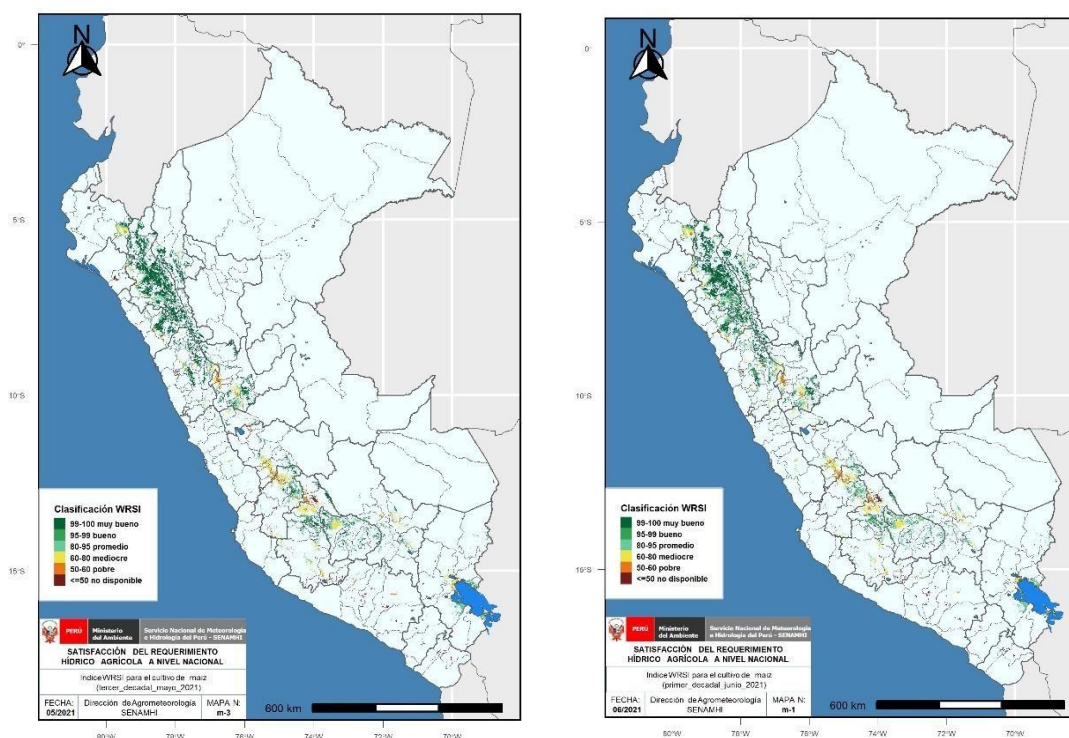 N
0°
5°S
10°S
15°S
Clasificación WRSI
99-100 muy bueno
95-99 bueno
80-95 promedio
60-80 mediocre
50-60 pobre
<=50 no disponible
PERÚ
Ministerio
del Ambiente
Servicio Nacional de Meteorología
e Hidrología del Perú - SENAMHI
SATISFACCIÓN DEL REQUERIMIENTO
HÍDRICO AGRÍCOLA A NIVEL NACIONAL
Indice WRSI para el cultivo de maiz
(tercer_decadal_mayo_2021)
FECHA:
05/2021
Dirección de Agrometeorología
SENAMHI
MAPA N:
m-3
600 km
80°W
78°W
76°W
74°W
72°W
70°W
N
0°
5°S
10°S
15°S
Clasificación WRSI
99-100 muy bueno
95-99 bueno
80-95 promedio
60-80 mediocre
50-60 pobre
<=50 no disponible
PERÚ
Ministerio
del Ambiente
Servicio Nacional de Meteorología
e Hidrología del Perú - SENAMHI
SATISFACCIÓN DEL REQUERIMIENTO
HÍDRICO AGRÍCOLA A NIVEL NACIONAL
Indice WRSI para el cultivo de maiz
(primer_decadal_junio_2021)
FECHA:
06/2021
Dirección de Agrometeorología
SENAMHI
MAPA N:
m-1
600 km
80°W
78°W
76°W
74°W
72°W
70°W